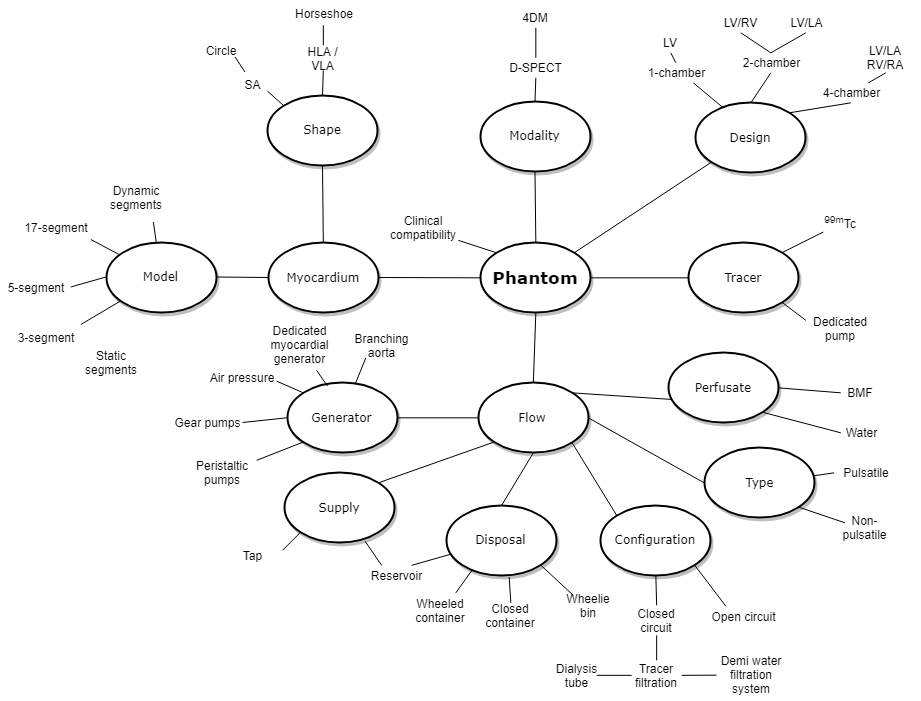 Horseshoe
4DM
LV/RV
LV/LA
Circle
HLA /
VLA
LV
LV/LA
RV/RA
SA
D-SPECT
1-chamber
2-chamber
4-chamber
Shape
Modality
Design
Dynamic
segments
17-segment
Clinical
compatibility
99mTc
Model
Myocardium
Phantom
Tracer
5-segment
3-segment
Static
segments
Dedicated
myocardial
generator
Branching
aorta
Dedicated
pump
Air pressure
Perfusate
BMF
Gear pumps
Generator
Flow
Water
Peristaltic
pumps
Type
Pulsatile
Supply
Non-
pulsatile
Tap
Disposal
Configuration
Reservoir
Wheeled
container
Closed
container
Wheelie
bin
Closed
circuit
Open circuit
Dialysis
tube
Tracer
filtration
Demi water
filtration
system